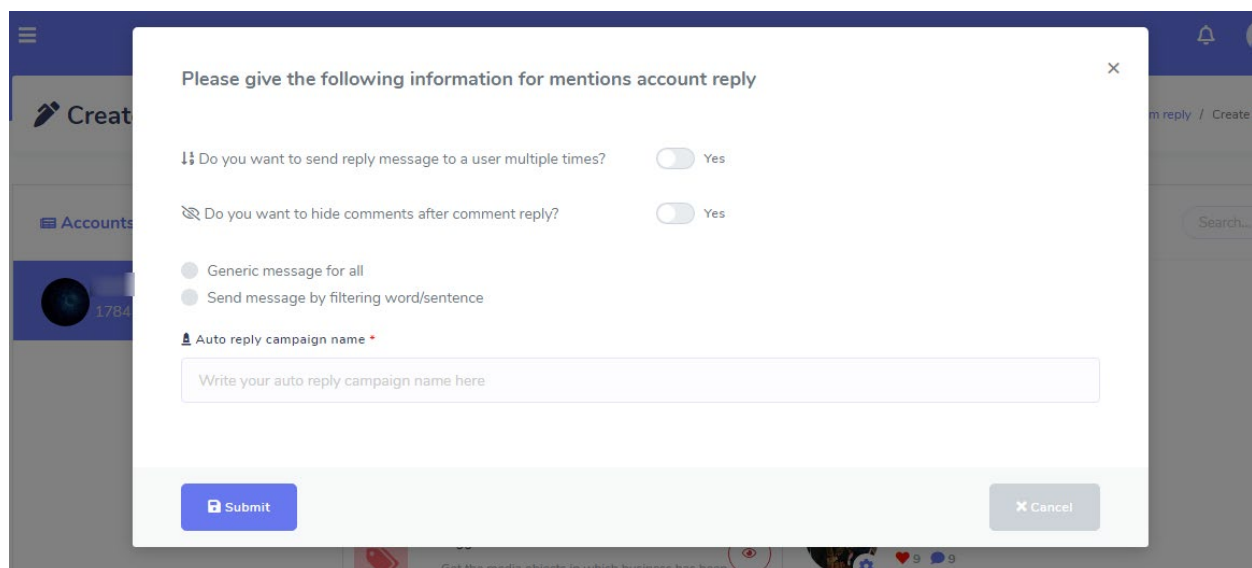 Please give the following information for mentions account reply
Create
m reply / Create
Do you want to send reply message to a user multiple times?
Yes
Do you want to hide comments after comment reply?
Yes
Accounts
Search...
1784
Generic message for all
Send message by filtering word/sentence
Auto reply campaign name *
Write your auto reply campaign name here
Submit
Cancel
9 9